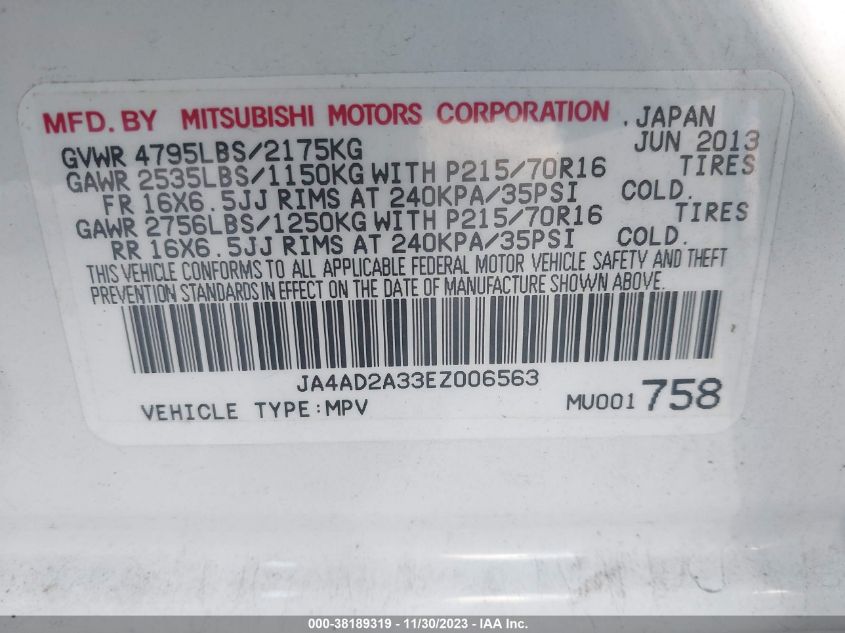 MFD. BY MITSUBISHI MOTORS CORPORATION . JAPAN
GVWR 4795LBS/2175KG JUN 2013
GAWR 2535LBS/1150KG WITH P215/70R16 TIRES
FR 16X6.5JJ RIMS AT 240KPA/35PSI COLD.
GAWR 2756LBS/1250KG WITH P215/70R16 TIRES
RR 16X6.5JJ RIMS AT 240KPA/35PSI COLD.
THIS VEHICLE CONFORMS TO ALL APPLICABLE FEDERAL MOTOR VEHICLE SAFETY AND THEFT
PREVENTION STANDARDS IN EFFECT ON THE DATE OF MANUFACTURE SHOWN ABOVE.
JA4AD2A33EZ006563
VEHICLE TYPE:MPV MU001 758
000-38189319 - 11/30/2023 - IAA Inc.